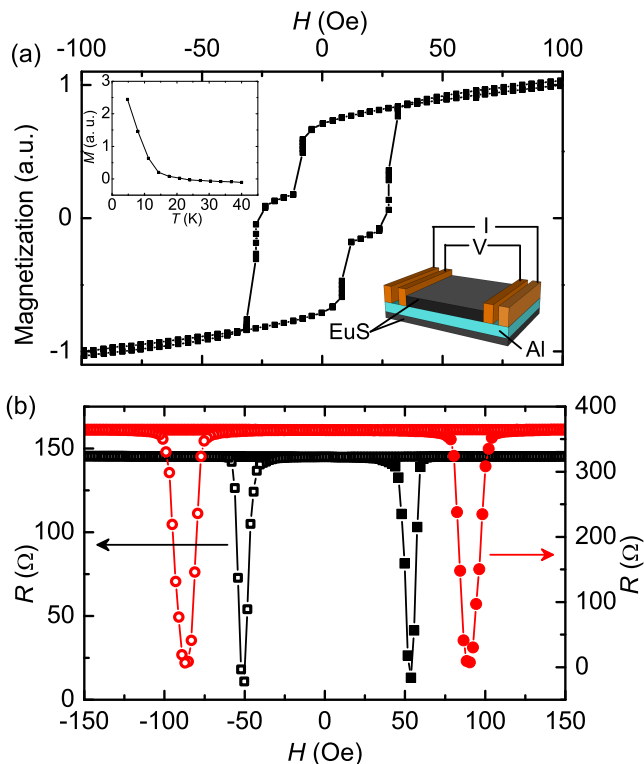 H (Oe)
-100 -50 0 50 100
(a)
Magnetization (a.u.)
1
0
-1
M (a. u.)
3
2
1
0
0 10 20 30 40
T (K)
I
V
EuS
Al
(b)
R (Ω)
150
100
50
0
400
300
200
100
0
R (Ω)
-150 -100 -50 0 50 100 150
H (Oe)